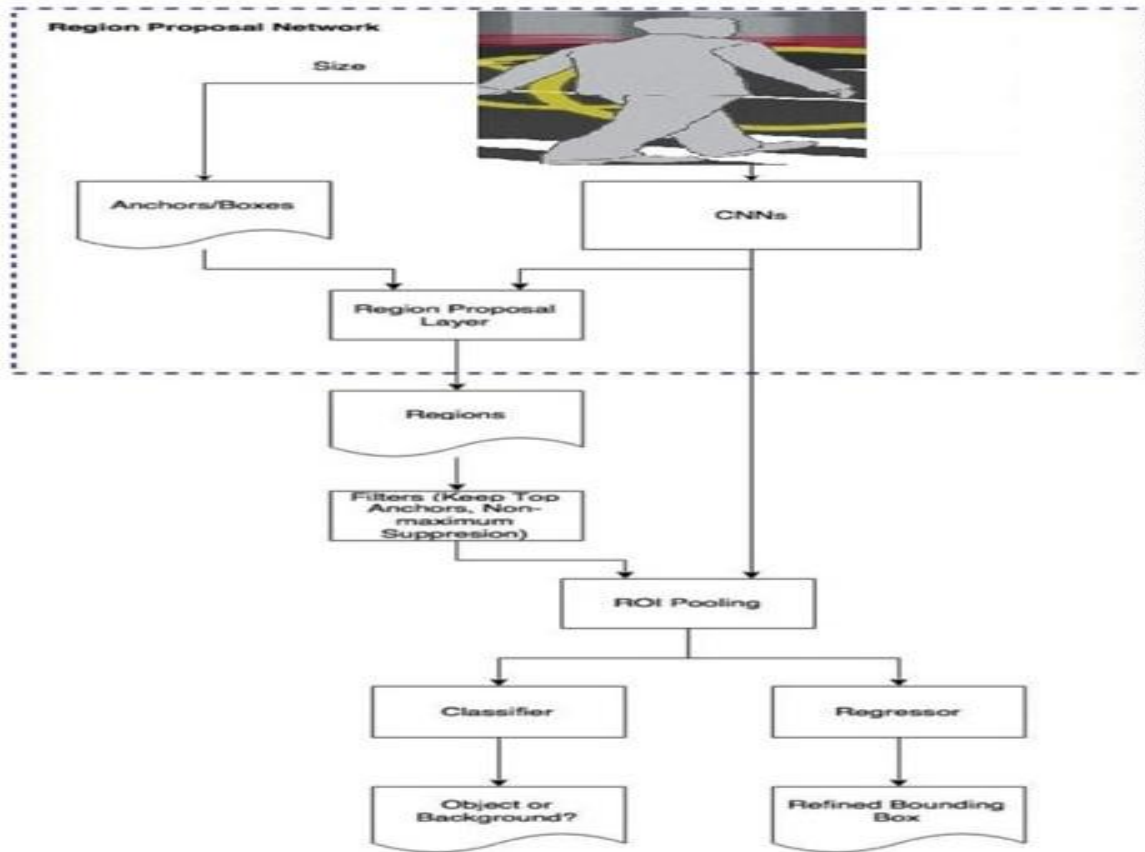 Region Proposal Network
Size
Anchors/Boxes
CNNs
Region Proposal
Layer
Regions
Filters (Keep Top
Anchors, Non-
maximum
Suppresion)
ROI Pooling
Classifier
Regressor
Object or
Background?
Refined Bounding
Box